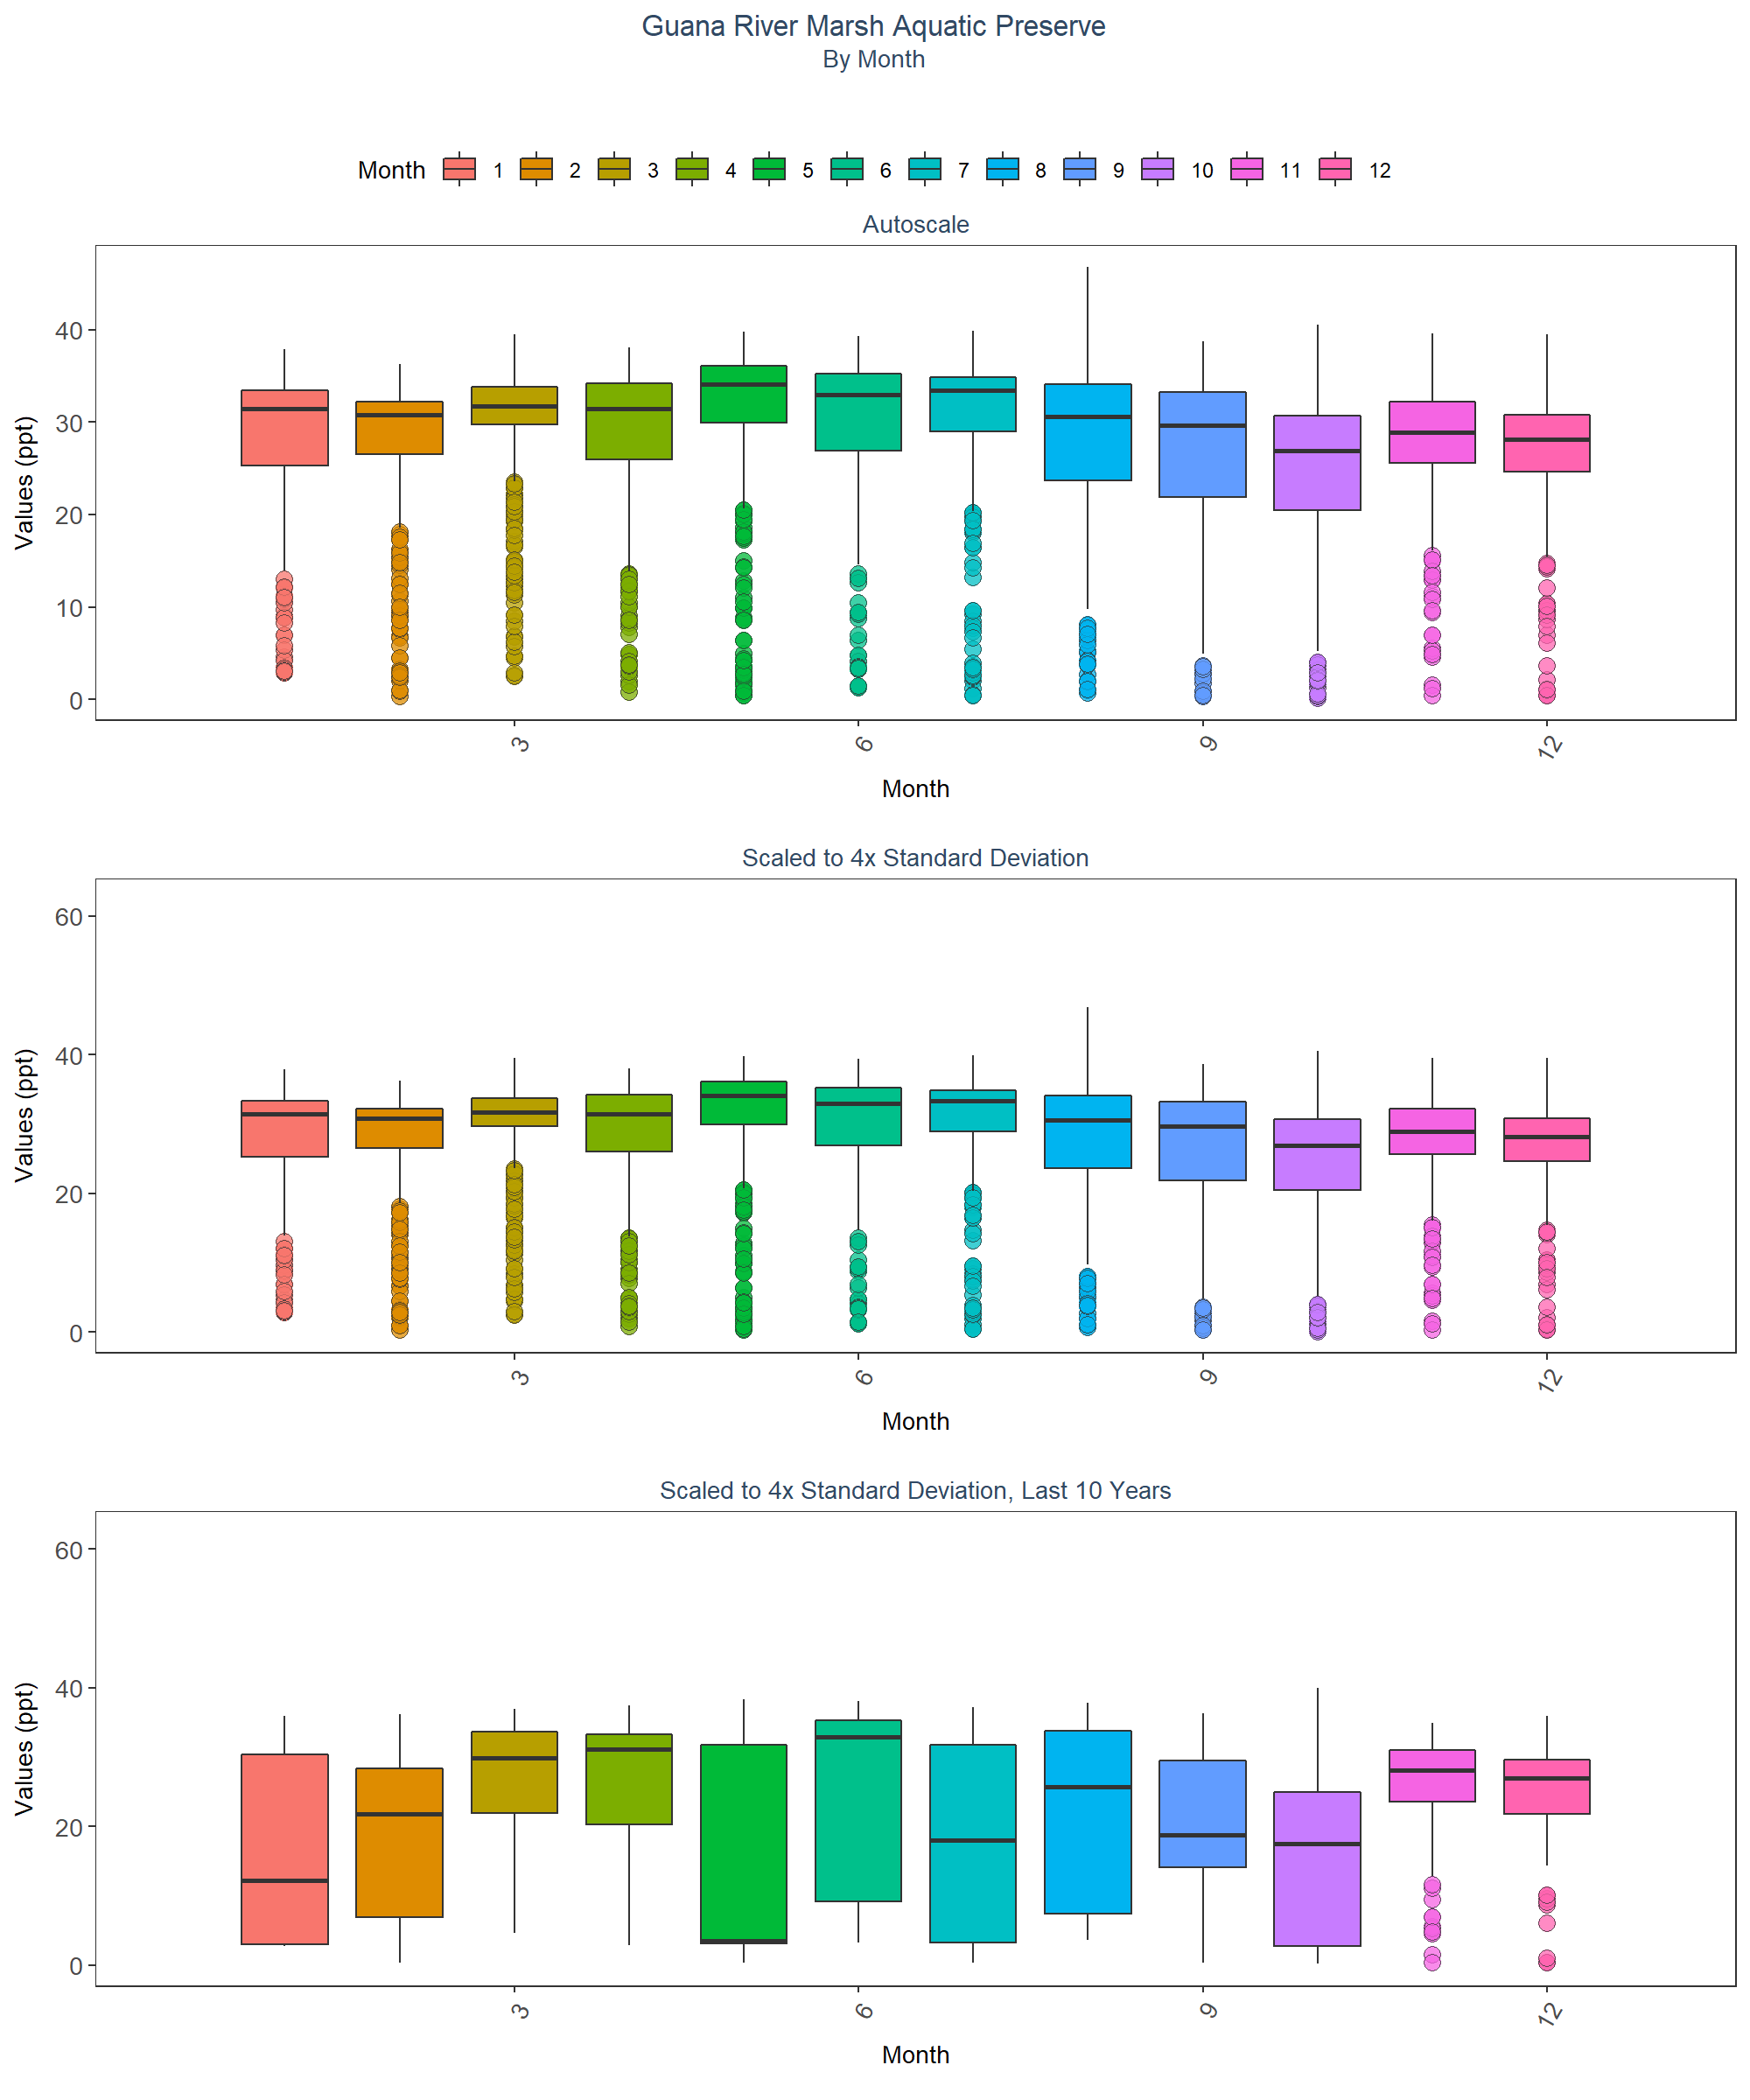 Guana River Marsh Aquatic Preserve
By Month
Month 1 2 3 4 5 6 7 8 9 10 11 12
Autoscale
Values (ppt)
40
30
20
10
0
3 6 9 12
Month
Scaled to 4x Standard Deviation
Values (ppt)
60
40
20
0
3 6 9 12
Month
Scaled to 4x Standard Deviation, Last 10 Years
Values (ppt)
60
40
20
0
3 6 9 12
Month